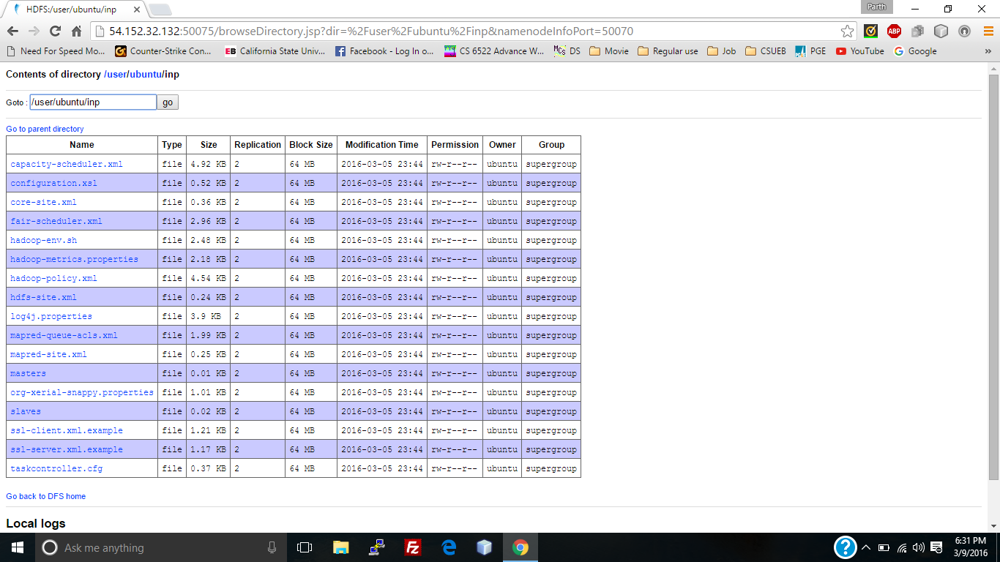 HDFS:/user/ubuntu/inp
Parth
54.152.32.132:50075/browseDirectory.jsp?dir=%2Fuser%2Fubuntu%2Finp&namenodeInfoPort=50070
ABP
Need For Speed Mo... Counter-Strike Con... EB California State Univ... Facebook - Log In o... CS 6522 Advance W... MCS DS Movie Regular use Job CSUEB PGE YouTube Google »
Contents of directory /user/ubuntu/inp
Goto : /user/ubuntu/inp go
Go to parent directory
Name Type Size Replication Block Size Modification Time Permission Owner Group
capacity-scheduler.xml file 4.92 KB 2 64 MB 2016-03-05 23:44 rw-r--r-- ubuntu supergroup
configuration.xsl file 0.52 KB 2 64 MB 2016-03-05 23:44 rw-r--r-- ubuntu supergroup
core-site.xml file 0.36 KB 2 64 MB 2016-03-05 23:44 rw-r--r-- ubuntu supergroup
fair-scheduler.xml file 2.96 KB 2 64 MB 2016-03-05 23:44 rw-r--r-- ubuntu supergroup
hadoop-env.sh file 2.48 KB 2 64 MB 2016-03-05 23:44 rw-r--r-- ubuntu supergroup
hadoop-metrics.properties file 2.18 KB 2 64 MB 2016-03-05 23:44 rw-r--r-- ubuntu supergroup
hadoop-policy.xml file 4.54 KB 2 64 MB 2016-03-05 23:44 rw-r--r-- ubuntu supergroup
hdfs-site.xml file 0.24 KB 2 64 MB 2016-03-05 23:44 rw-r--r-- ubuntu supergroup
log4j.properties file 3.9 KB 2 64 MB 2016-03-05 23:44 rw-r--r-- ubuntu supergroup
mapred-queue-acls.xml file 1.99 KB 2 64 MB 2016-03-05 23:44 rw-r--r-- ubuntu supergroup
mapred-site.xml file 0.25 KB 2 64 MB 2016-03-05 23:44 rw-r--r-- ubuntu supergroup
masters file 0.01 KB 2 64 MB 2016-03-05 23:44 rw-r--r-- ubuntu supergroup
org-xerial-snappy.properties file 1.01 KB 2 64 MB 2016-03-05 23:44 rw-r--r-- ubuntu supergroup
slaves file 0.02 KB 2 64 MB 2016-03-05 23:44 rw-r--r-- ubuntu supergroup
ssl-client.xml.example file 1.21 KB 2 64 MB 2016-03-05 23:44 rw-r--r-- ubuntu supergroup
ssl-server.xml.example file 1.17 KB 2 64 MB 2016-03-05 23:44 rw-r--r-- ubuntu supergroup
taskcontroller.cfg file 0.37 KB 2 64 MB 2016-03-05 23:44 rw-r--r-- ubuntu supergroup
Go back to DFS home
Local logs
Ask me anything
6:31 PM
3/9/2016